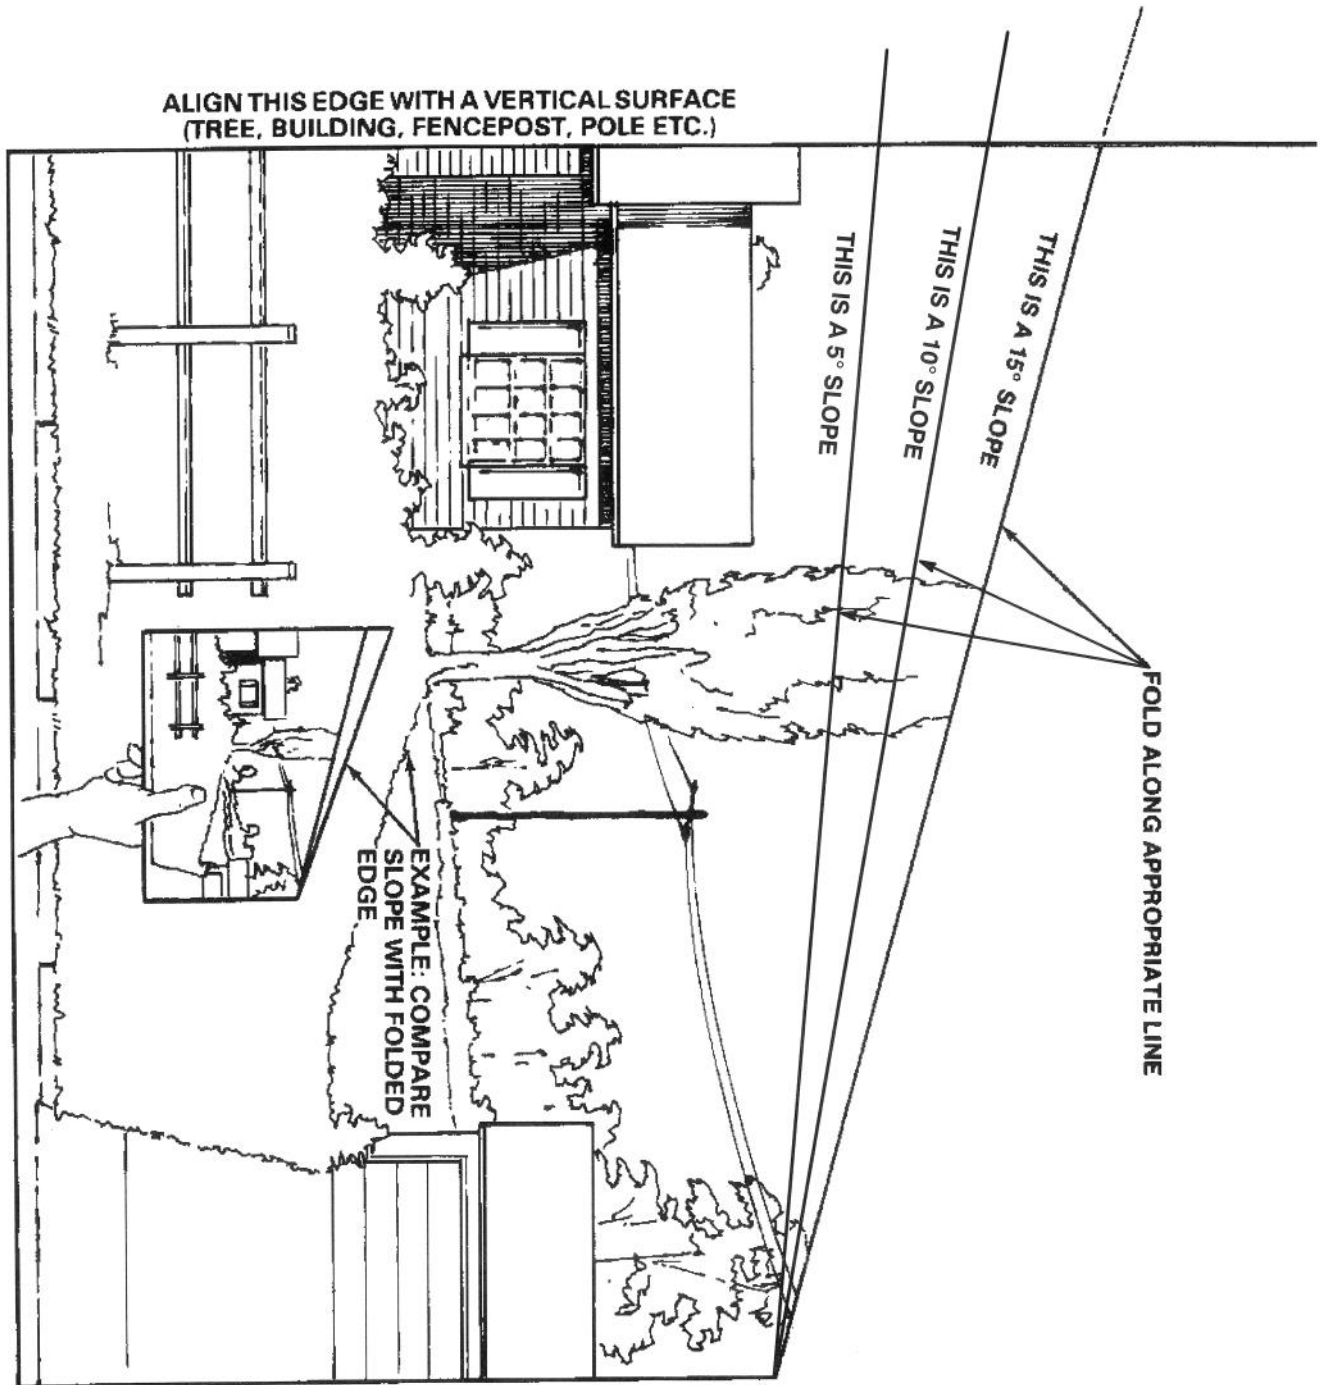 ALIGN THIS EDGE WITH A VERTICAL SURFACE
(TREE, BUILDING, FENCEPOST, POLE ETC.)
THIS IS A 5° SLOPE
THIS IS A 10° SLOPE
THIS IS A 15° SLOPE
FOLD ALONG APPROPRIATE LINE
EXAMPLE: COMPARE
SLOPE WITH FOLDED
EDGE